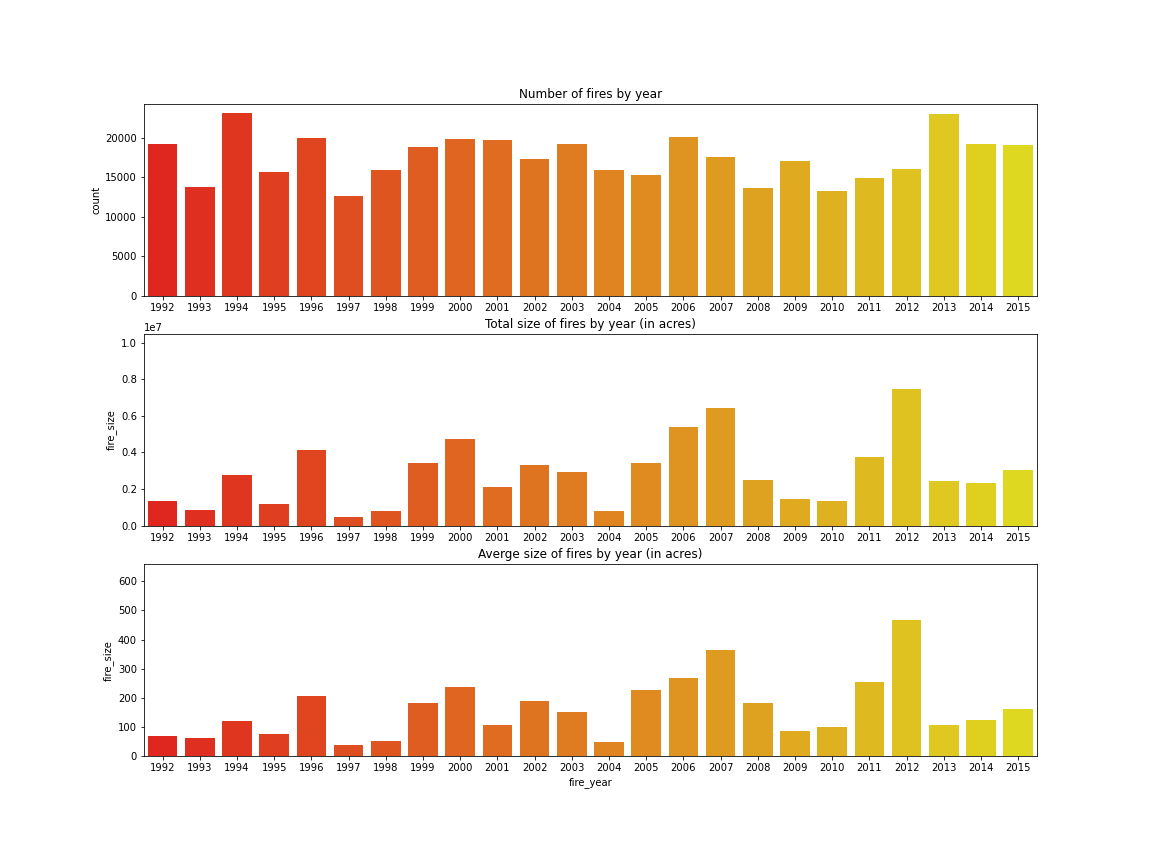 Number of fires by year
count
20000
15000
10000
5000
0
1992 1993 1994 1995 1996 1997 1998 1999 2000 2001 2002 2003 2004 2005 2006 2007 2008 2009 2010 2011 2012 2013 2014 2015
Total size of fires by year (in acres)
1e7
fire_size
1.0
0.8
0.6
0.4
0.2
0.0
1992 1993 1994 1995 1996 1997 1998 1999 2000 2001 2002 2003 2004 2005 2006 2007 2008 2009 2010 2011 2012 2013 2014 2015
Averge size of fires by year (in acres)
fire_size
600
500
400
300
200
100
0
1992 1993 1994 1995 1996 1997 1998 1999 2000 2001 2002 2003 2004 2005 2006 2007 2008 2009 2010 2011 2012 2013 2014 2015
fire_year